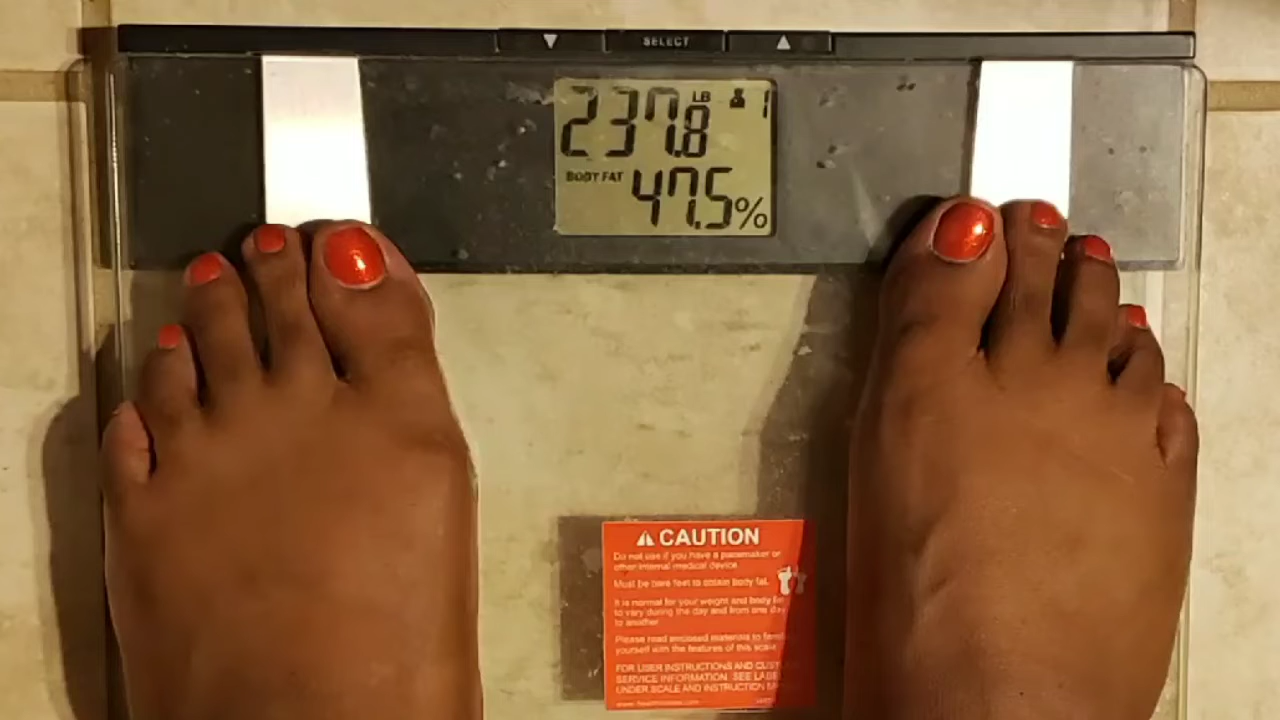 ▼ SELECT ▲
237.8 LB 1
BODY FAT 47.5%
CAUTION
Do not use if you have a pacemaker or
other internal medical device.
Must be bare feet to obtain body fat.
It is normal for your weight and body fat
to vary during the day and from one day
to another
Please read enclosed materials to
yourself with the features of this scale
FOR USER INSTRUCTIONS AND
SERVICE INFORMATION SEE LABEL
UNDER SCALE AND INSTRUCTION